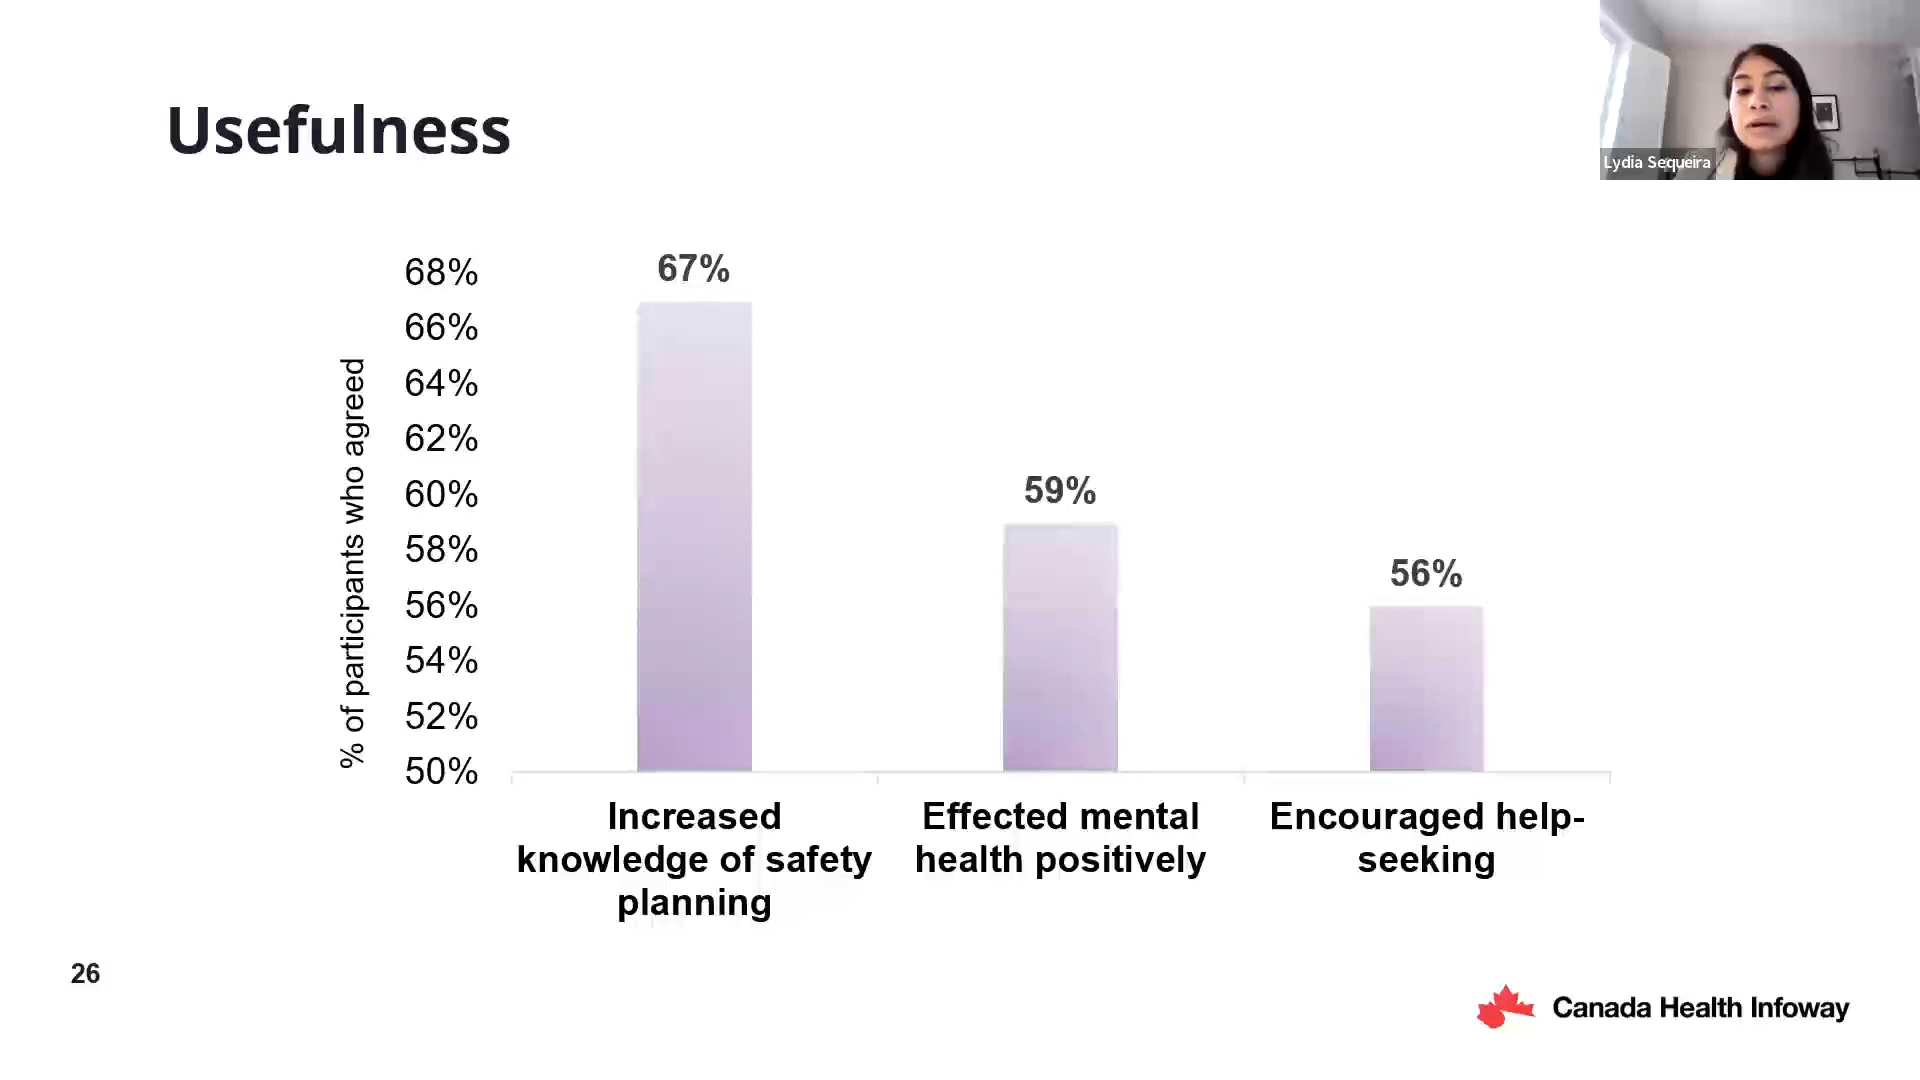 Usefulness
Lydia Sequeira
% of participants who agreed
68%
66%
64%
62%
60%
58%
56%
54%
52%
50%
67%
59%
56%
Increased
knowledge of safety
planning
Effected mental
health positively
Encouraged help-
seeking
26
Canada Health Infoway